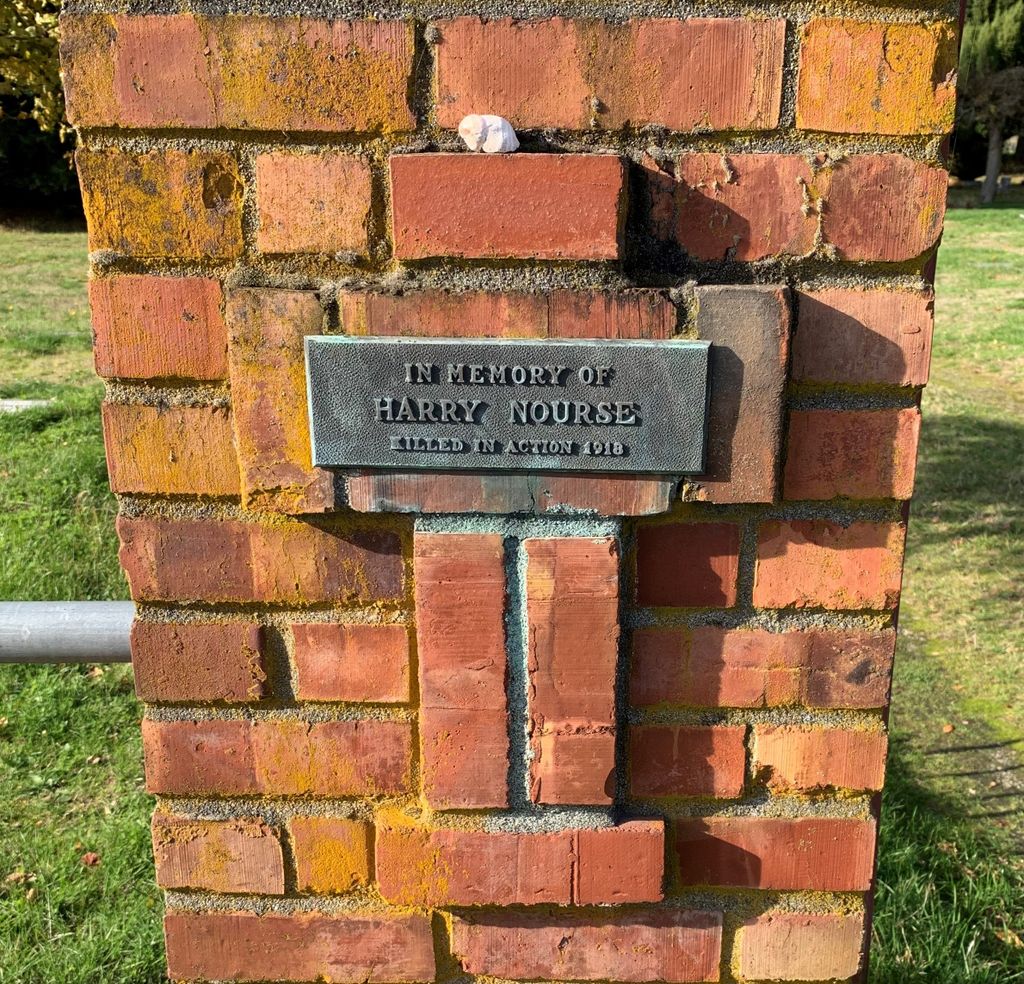 IN MEMORY OF
HARRY NOURSE
KILLED IN ACTION 1918